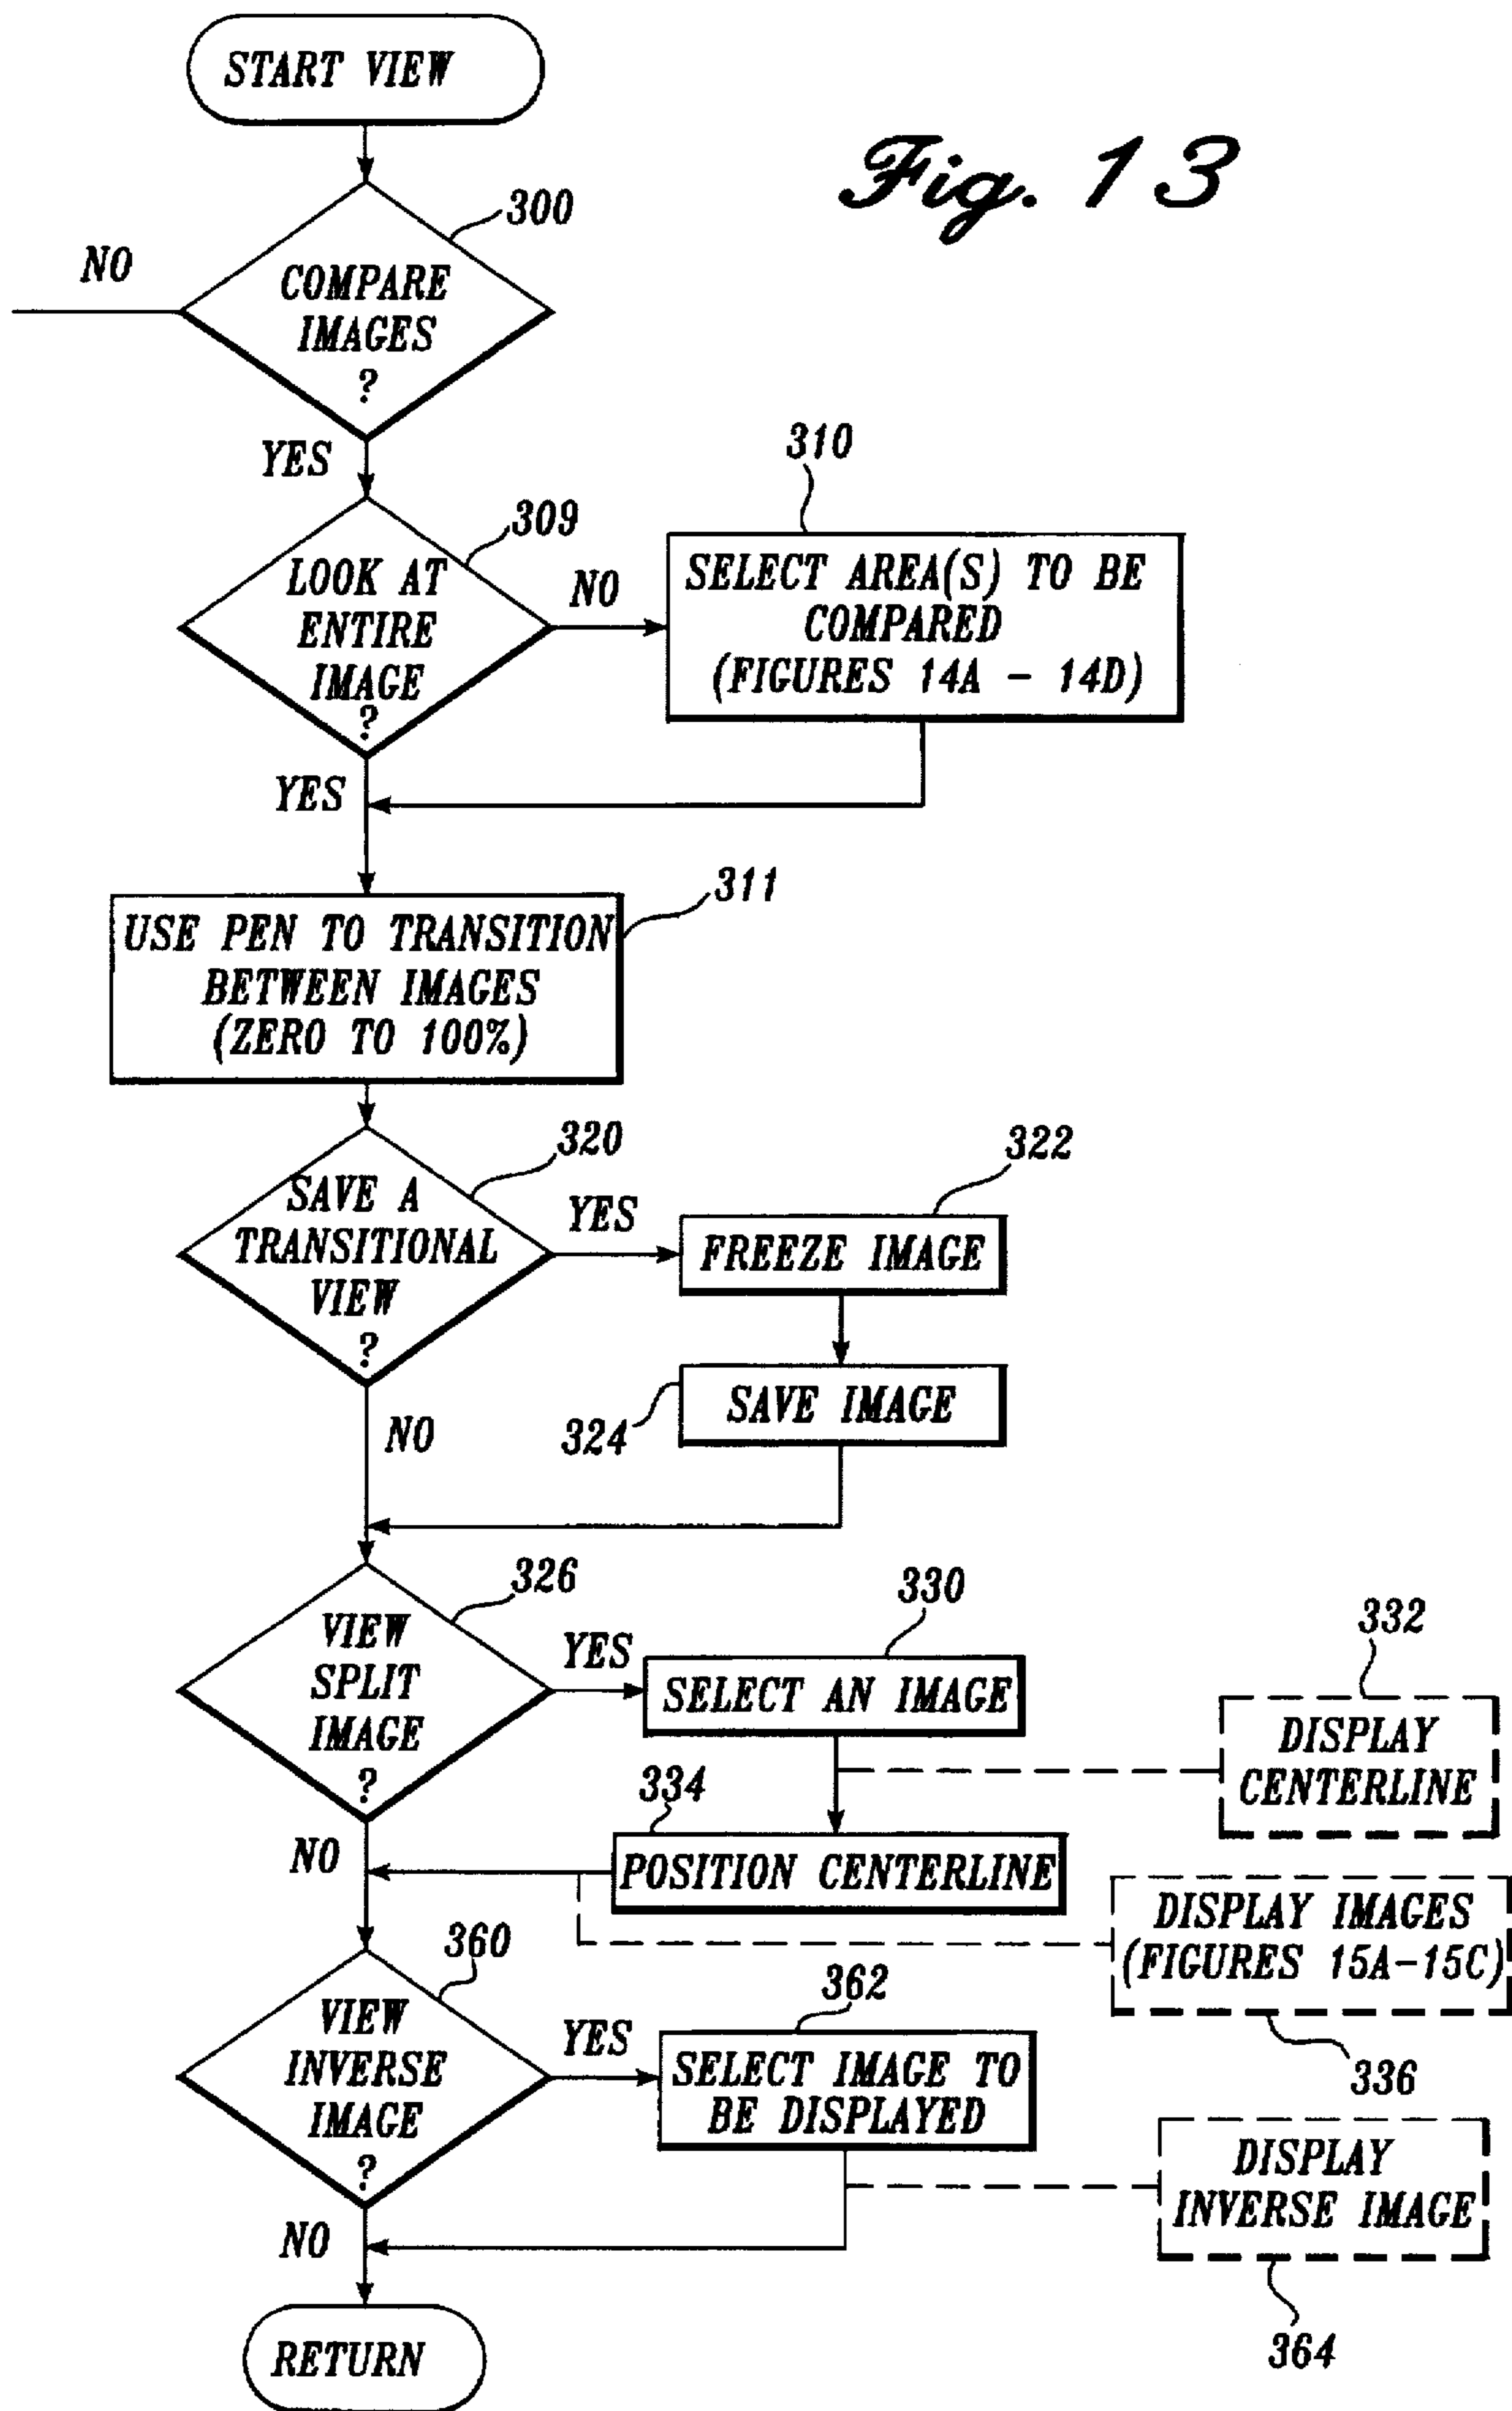 START VIEW
Fig. 13
300
NO
COMPARE
IMAGES
?
YES
310
309
LOOK AT
ENTIRE
IMAGE
?
NO
SELECT AREA(S) TO BE
COMPARED
(FIGURES 14A - 14D)
YES
311
USE PEN TO TRANSITION
BETWEEN IMAGES
(ZERO TO 100%)
320
322
SAVE A
TRANSITIONAL
VIEW
?
YES
FREEZE IMAGE
SAVE IMAGE
324
NO
326
330
332
VIEW
SPLIT
IMAGE
?
YES
SELECT AN IMAGE
DISPLAY
CENTERLINE
334
NO
POSITION CENTERLINE
DISPLAY IMAGES
(FIGURES 15A-15C)
336
360
362
VIEW
INVERSE
IMAGE
?
YES
SELECT IMAGE TO
BE DISPLAYED
DISPLAY
INVERSE IMAGE
364
NO
RETURN